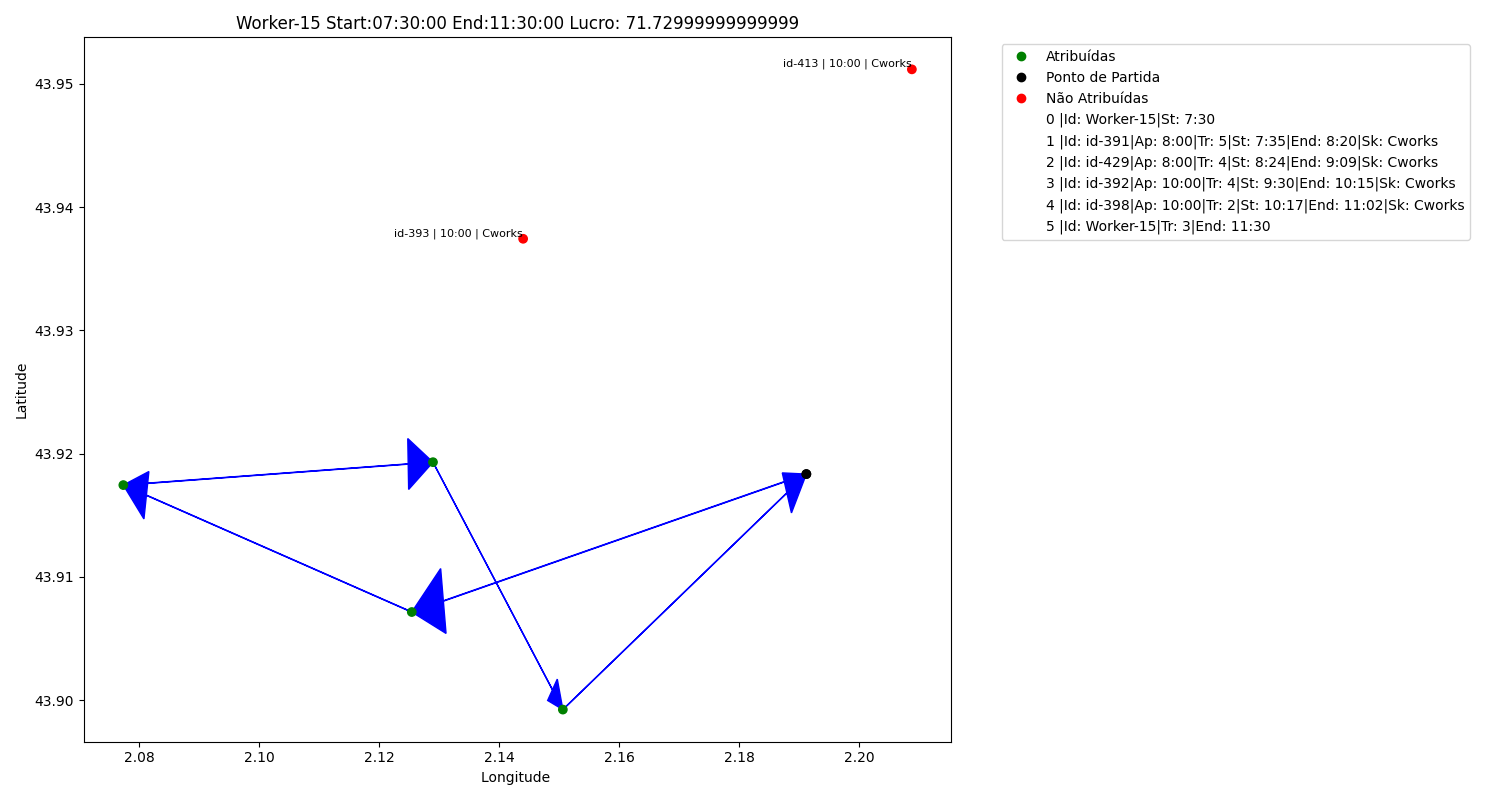 Worker-15 Start:07:30:00 End:11:30:00 Lucro: 71.72999999999999
id-413 | 10:00 | Cworks
id-393 | 10:00 | Cworks
43.95
43.94
43.93
43.92
43.91
43.90
Latitude
2.08 2.10 2.12 2.14 2.16 2.18 2.20
Longitude
Atribuídas
Ponto de Partida
Não Atribuídas
0 |Id: Worker-15|St: 7:30
1 |Id: id-391|Ap: 8:00|Tr: 5|St: 7:35|End: 8:20|Sk: Cworks
2 |Id: id-429|Ap: 8:00|Tr: 4|St: 8:24|End: 9:09|Sk: Cworks
3 |Id: id-392|Ap: 10:00|Tr: 4|St: 9:30|End: 10:15|Sk: Cworks
4 |Id: id-398|Ap: 10:00|Tr: 2|St: 10:17|End: 11:02|Sk: Cworks
5 |Id: Worker-15|Tr: 3|End: 11:30